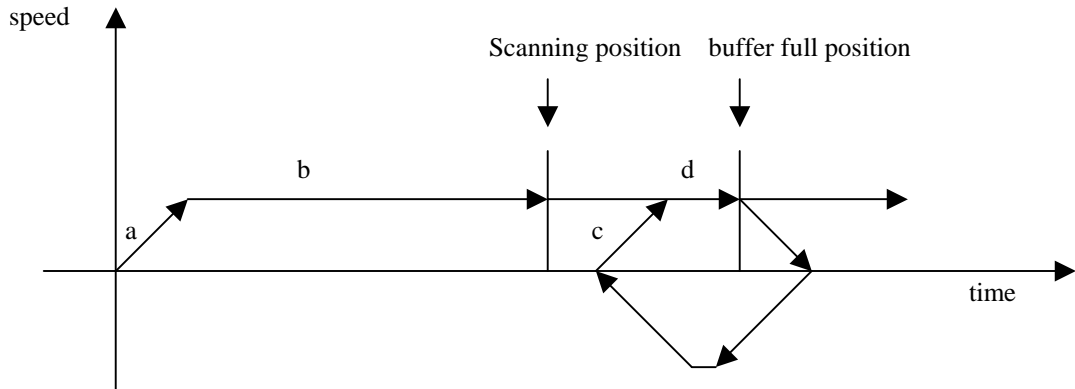 speed
Scanning position
buffer full position
b
d
a
c
time